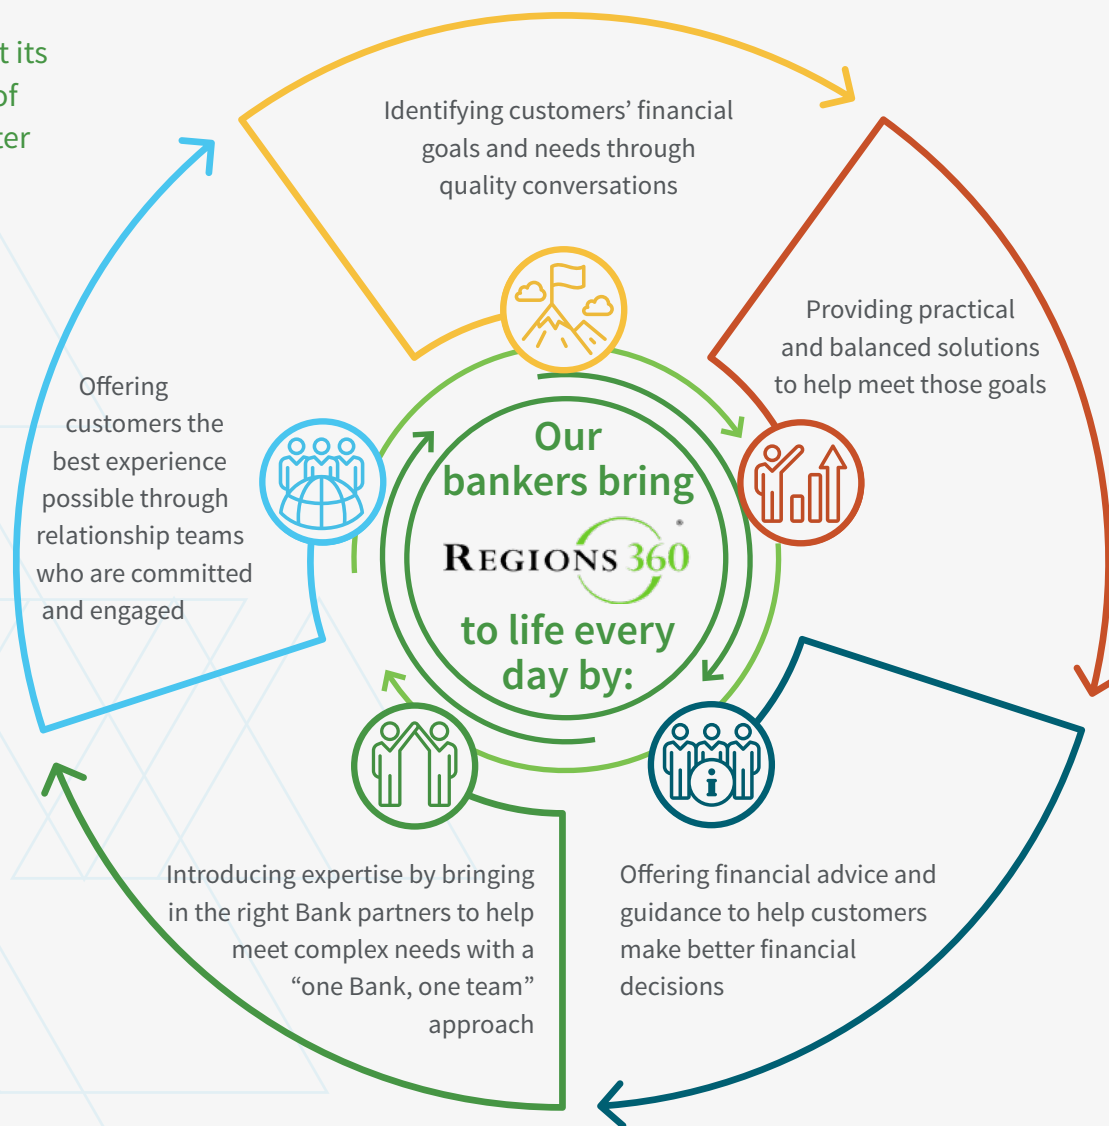 t its
of
ter
Identifying customers’ financial
goals and needs through
quality conversations
Providing practical
and balanced solutions
to help meet those goals
Offering financial advice and
guidance to help customers
make better financial
decisions
Introducing expertise by bringing
in the right Bank partners to help
meet complex needs with a
“one Bank, one team”
approach
Offering
customers the
best experience
possible through
relationship teams
who are committed
and engaged
Our
bankers bring
REGIONS 360
to life every
day by:
i